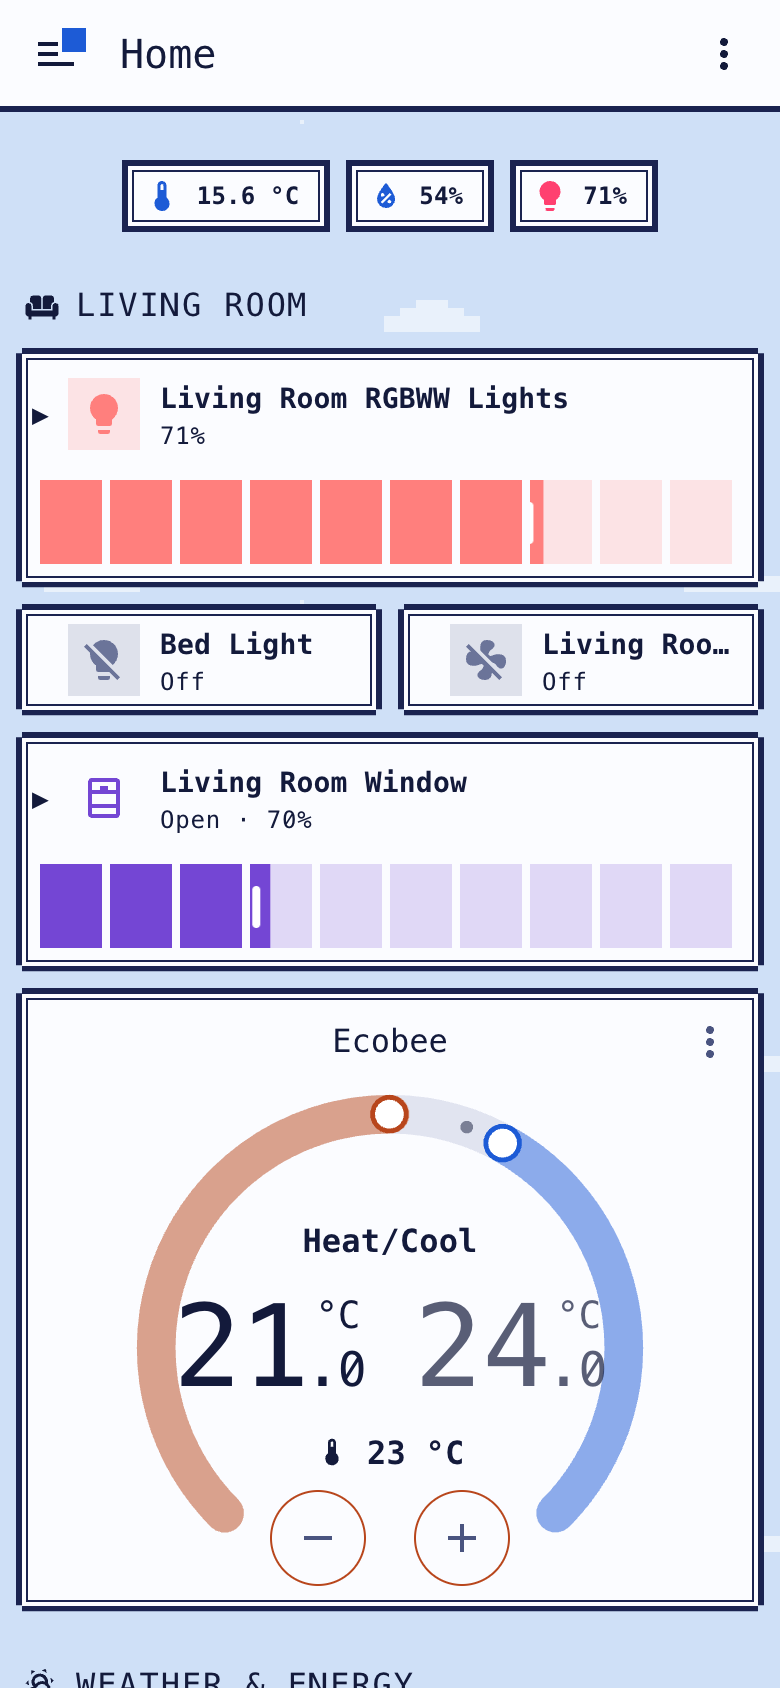 Home
15.6 °C
54%
71%
LIVING ROOM
Living Room RGBWW Lights
71%
Bed Light
Off
Living Roo…
Off
Living Room Window
Open · 70%
Ecobee
Heat/Cool
21.0 °C
24.0 °C
23 °C
WEATHER & ENERGY